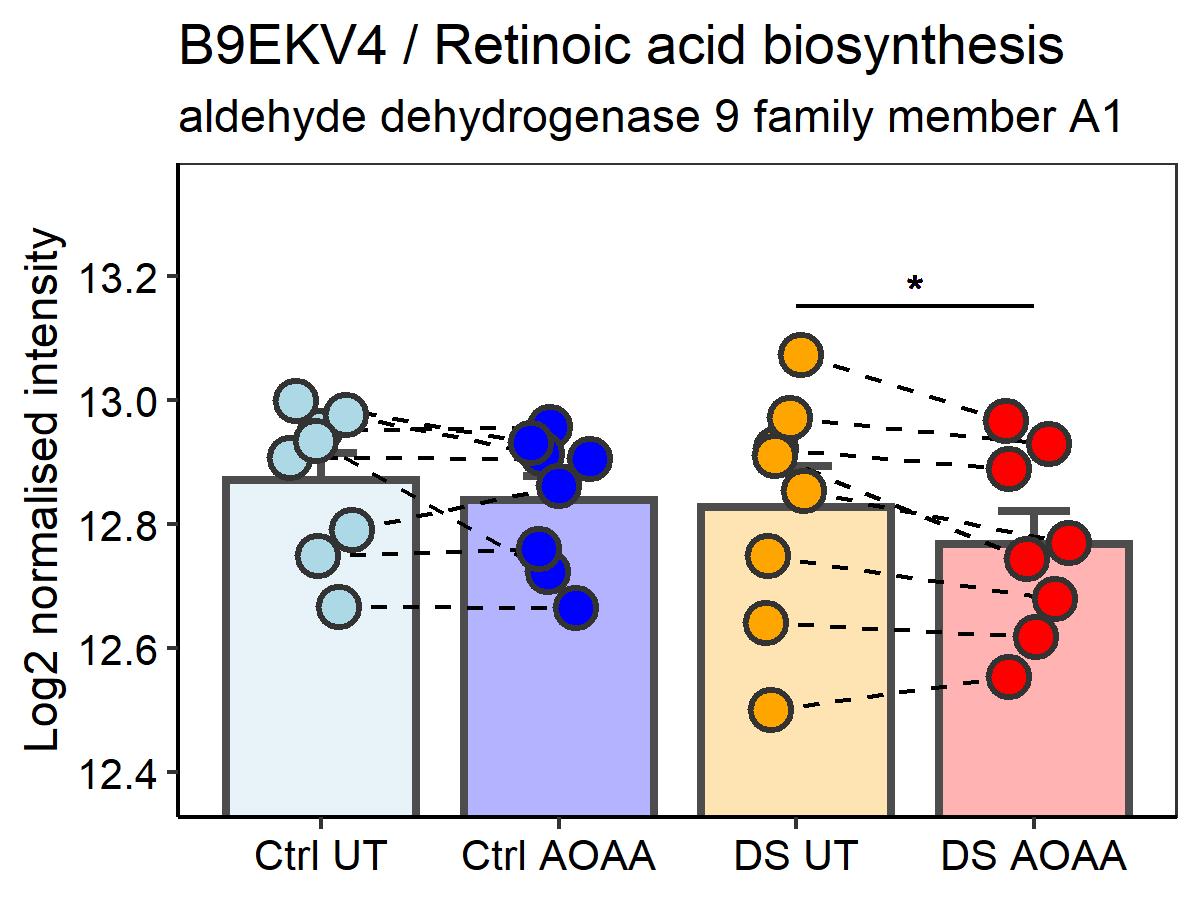 B9EKV4 / Retinoic acid biosynthesis
aldehyde dehydrogenase 9 family member A1
Log2 normalised intensity
13.2
13.0
12.8
12.6
12.4
*
Ctrl UT
Ctrl AOAA
DS UT
DS AOAA